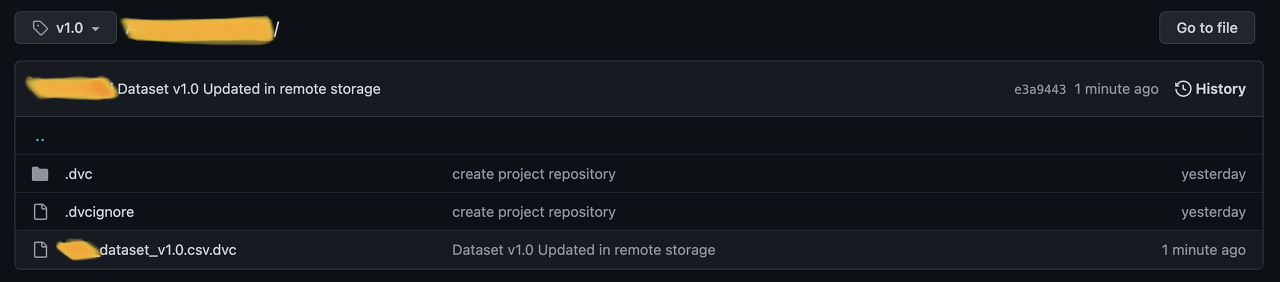 v1.0 /
Go to file
Dataset v1.0 Updated in remote storage
e3a9443 1 minute ago History
..
.dvc create project repository yesterday
.dvcignore create project repository yesterday
dataset_v1.0.csv.dvc Dataset v1.0 Updated in remote storage 1 minute ago